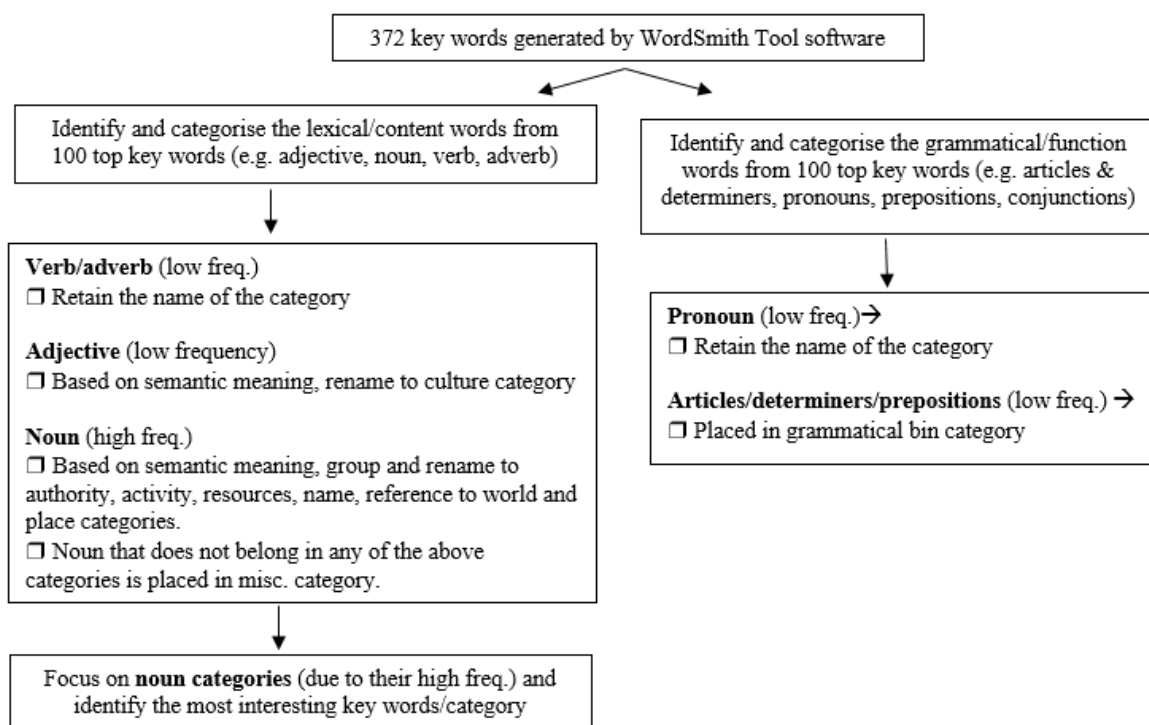 372 key words generated by WordSmith Tool software
Identify and categorise the lexical/content words from
100 top key words (e.g. adjective, noun, verb, adverb)
Identify and categorise the grammatical/function
words from 100 top key words (e.g. articles &
determiners, pronouns, prepositions, conjunctions)
Verb/adverb (low freq.)
❒ Retain the name of the category
Adjective (low frequency)
❒ Based on semantic meaning, rename to culture category
Noun (high freq.)
❒ Based on semantic meaning, group and rename to
authority, activity, resources, name, reference to world and
place categories.
❒ Noun that does not belong in any of the above
categories is placed in misc. category.
Pronoun (low freq.)→
❒ Retain the name of the category
Articles/determiners/prepositions (low freq.) →
❒ Placed in grammatical bin category
Focus on noun categories (due to their high freq.) and
identify the most interesting key words/category